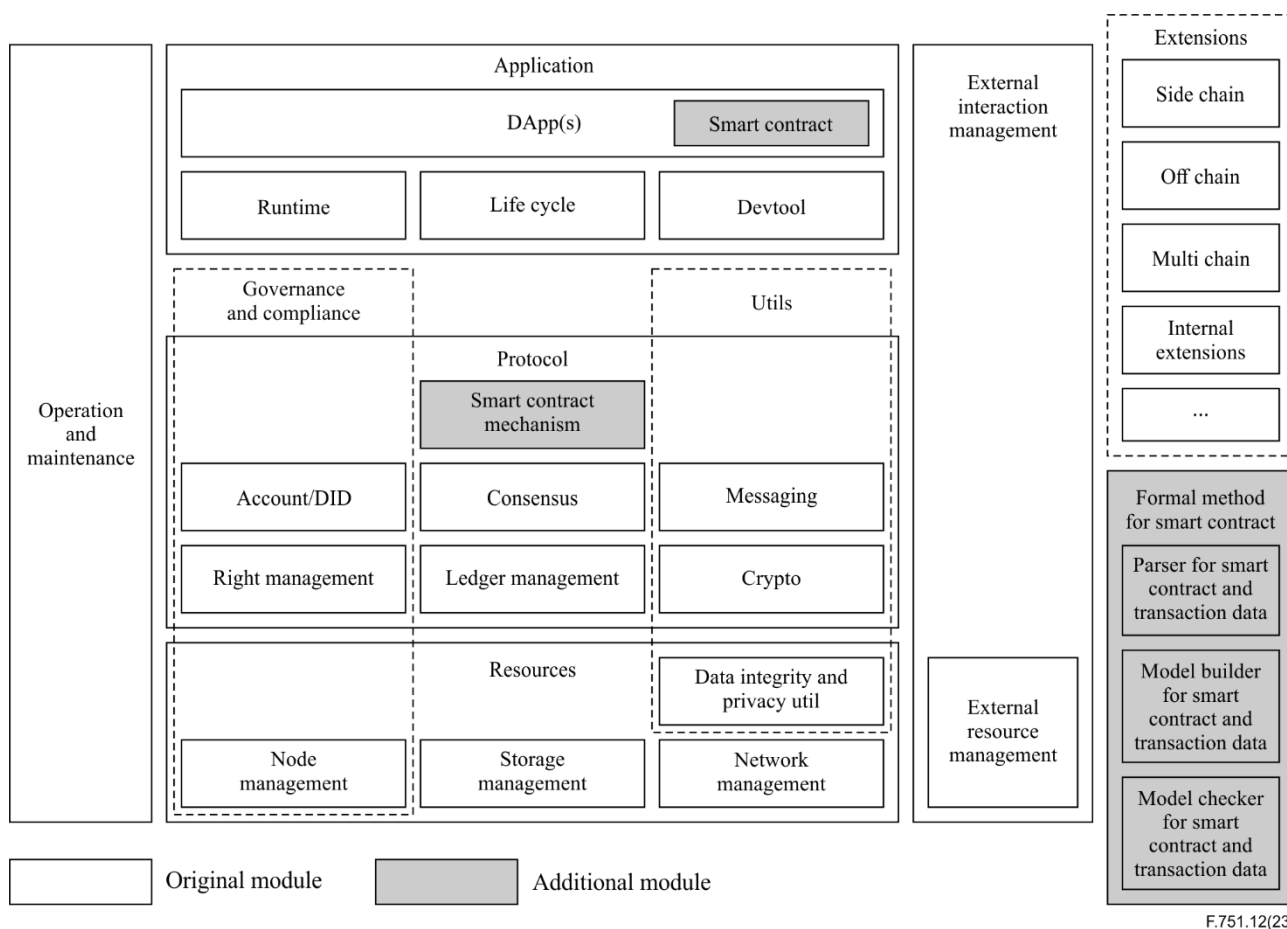 Operation
and
maintenance
Application
DApp(s)
Smart contract
Runtime
Life cycle
Devtool
Governance
and compliance
Utils
Protocol
Smart contract
mechanism
Account/DID
Consensus
Messaging
Right management
Ledger management
Crypto
Resources
Data integrity and
privacy util
Node
management
Storage
management
Network
management
External
interaction
management
External
resource
management
Extensions
Side chain
Off chain
Multi chain
Internal
extensions
...
Formal method
for smart contract
Parser for smart
contract and
transaction data
Model builder
for smart
contract and
transaction data
Model checker
for smart
contract and
transaction data
Original module
Additional module
F.751.12(23